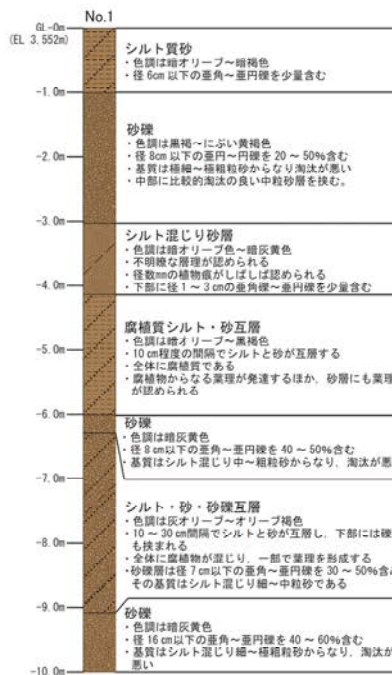 No.1
GL-0m
(EL 3.552m)
シルト質砂
・色調は暗オリーブ～暗褐色
・径 6cm 以下の亜角～亜円礫を少量含む
-1.0m
砂礫
・色調は黒褐～にぶい黄褐色
・径 8cm 以下の亜円～円礫を 20 ～ 50%含む
・基質は極細～極粗粒砂からなり淘汰が悪い
・中部に比較的淘汰の良い中粒砂層を挟む。
-2.0m
-3.0m
シルト混じり砂層
・色調は暗オリーブ色～暗灰黄色
・不明瞭な層理が認められる
・径数mmの植物痕がしばしば認められる
・下部に径 1 ～ 3 cmの亜角礫～亜円礫を少量含む
-4.0m
腐植質シルト・砂互層
・色調は暗オリーブ～黒褐色
・10 cm程度の間隔でシルトと砂が互層する
・全体に腐植質である
・腐植物からなる葉理が発達するほか，砂層にも葉理
が認められる
-5.0m
-6.0m
砂礫
・色調は暗灰黄色
・径 8 cm以下の亜角～亜円礫を 40 ～ 50%含む
・基質はシルト混じり中～粗粒砂からなり，淘汰が悪
-7.0m
シルト・砂・砂礫互層
・色調は灰オリーブ～オリーブ褐色
・10 ～ 30 cm間隔でシルトと砂が互層し，下部には礫
も挟まれる
・全体に腐植物が混じり，一部で葉理を形成する
・砂礫層は径 7 cm以下の亜角～亜円礫を 30 ～ 50%含
その基質はシルト混じり細～中粒砂である
-8.0m
-9.0m
砂礫
・色調は暗灰黄色
・径 16 cm以下の亜角～亜円礫を 40 ～ 60%含む
・基質はシルト混じり細～極粗粒砂からなり，淘汰が
悪い
-10.0m